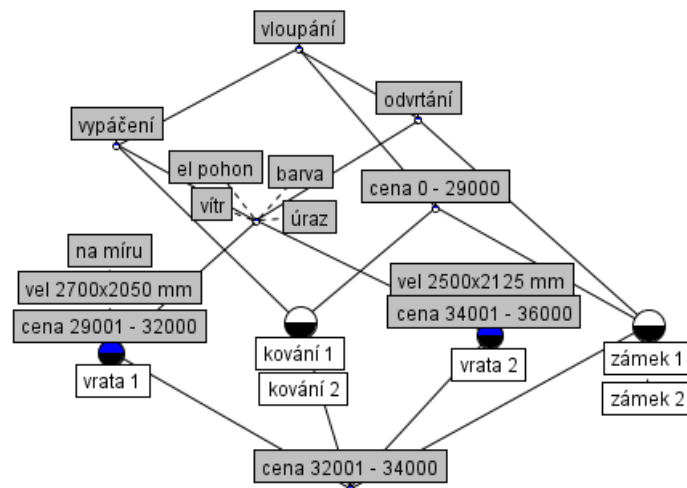 vloupání
odvrtání
vypáčení
el pohon
barva
cena 0 - 29000
vítr
úraz
na míru
vel 2700x2050 mm
vel 2500x2125 mm
cena 29001 - 32000
cena 34001 - 36000
kování 1
vrata 2
zámek 1
vrata 1
kování 2
zámek 2
cena 32001 - 34000